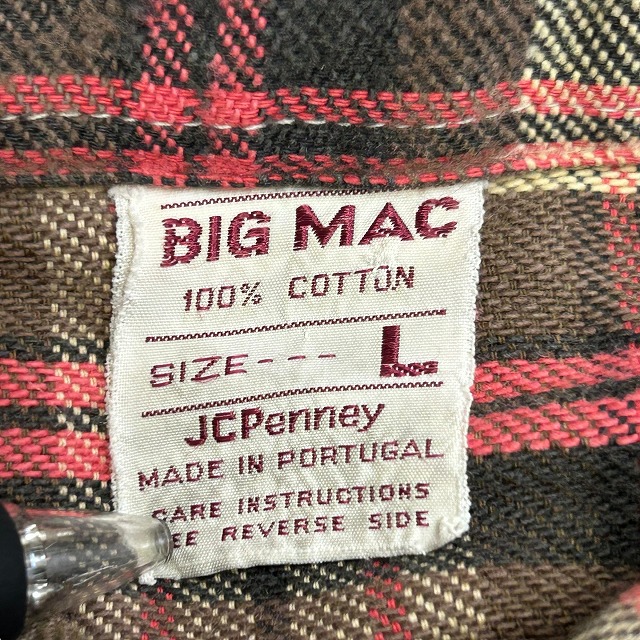 BIG MAC
100% COTTON
SIZE--- L
JCPenney
MADE IN PORTUGAL
CARE INSTRUCTIONS
SEE REVERSE SIDE